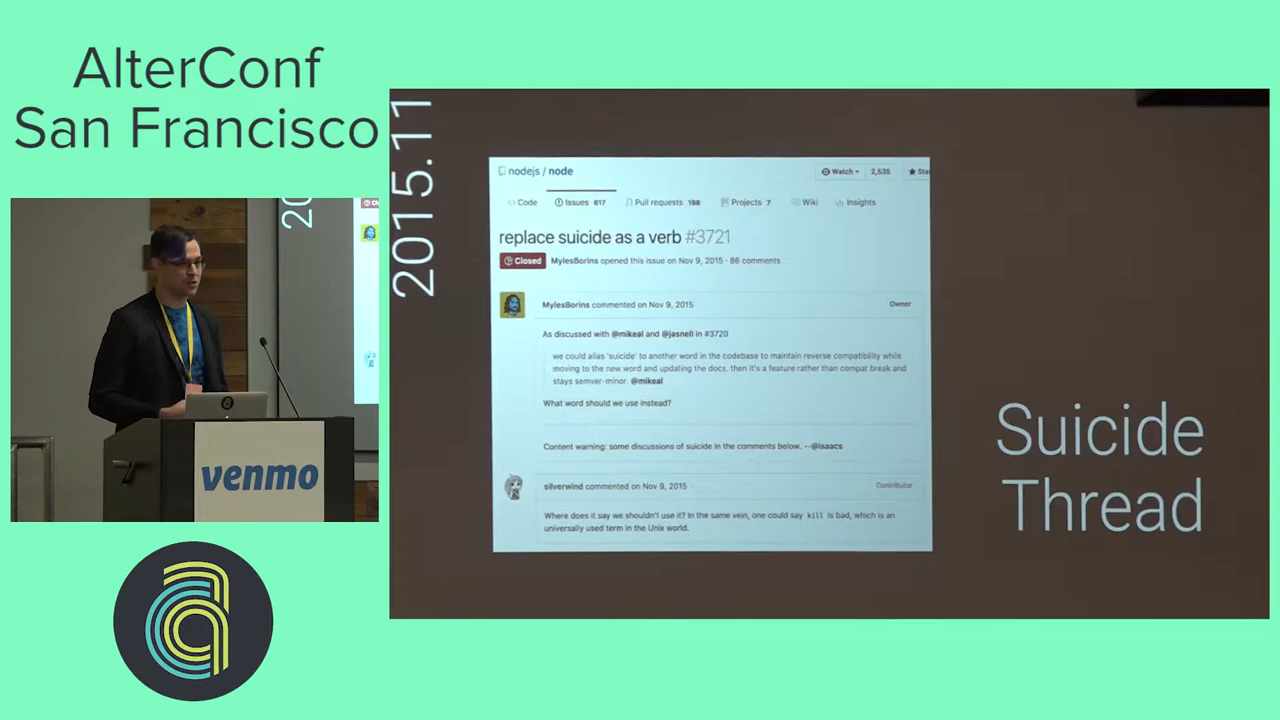 AlterConf
San Francisco
venmo
2015.11
nodejs / node
Watch 2,535
Code
Issues 617
Pull requests 198
Projects 7
Wiki
Insights
replace suicide as a verb #3721
Closed MylesBorins opened this issue on Nov 9, 2015 · 86 comments
MylesBorins commented on Nov 9, 2015
Owner
As discussed with @mikeal and @jasnell in #3720
we could alias 'suicide' to another word in the codebase to maintain reverse compatibility while
moving to the new word and updating the docs. then it's a feature rather than compat break and
stays semver-minor. @mikeal
What word should we use instead?
Content warning: some discussions of suicide in the comments below. --@isaacs
silverwind commented on Nov 9, 2015
Contributor
Where does it say we shouldn't use it? In the same vein, one could say kill is bad, which is an
universally used term in the Unix world.
Suicide
Thread